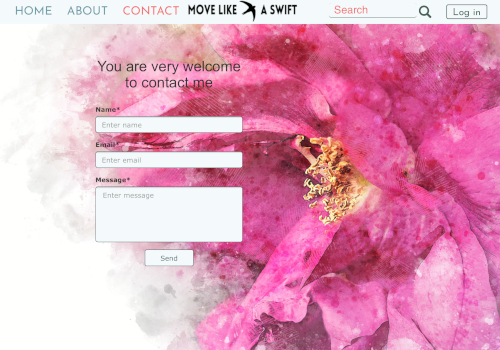 HOME ABOUT CONTACT MOVE LIKE A SWIFT Search Log in
You are very welcome
to contact me
Name*
Enter name
Email*
Enter email
Message*
Enter message
Send